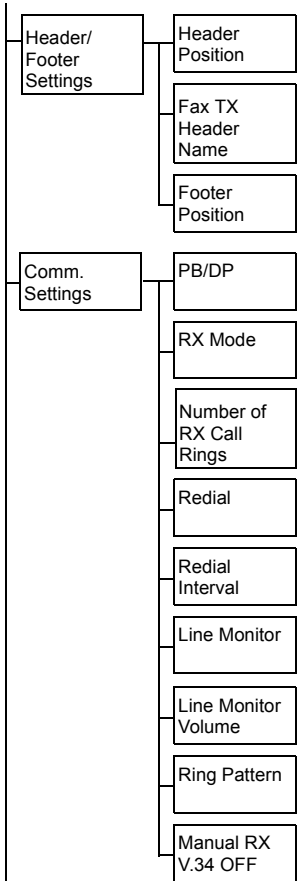 Header/
Footer
Settings
Header
Position
Fax TX
Header
Name
Footer
Position
Comm.
Settings
PB/DP
RX Mode
Number of
RX Call
Rings
Redial
Redial
Interval
Line Monitor
Line Monitor
Volume
Ring Pattern
Manual RX
V.34 OFF